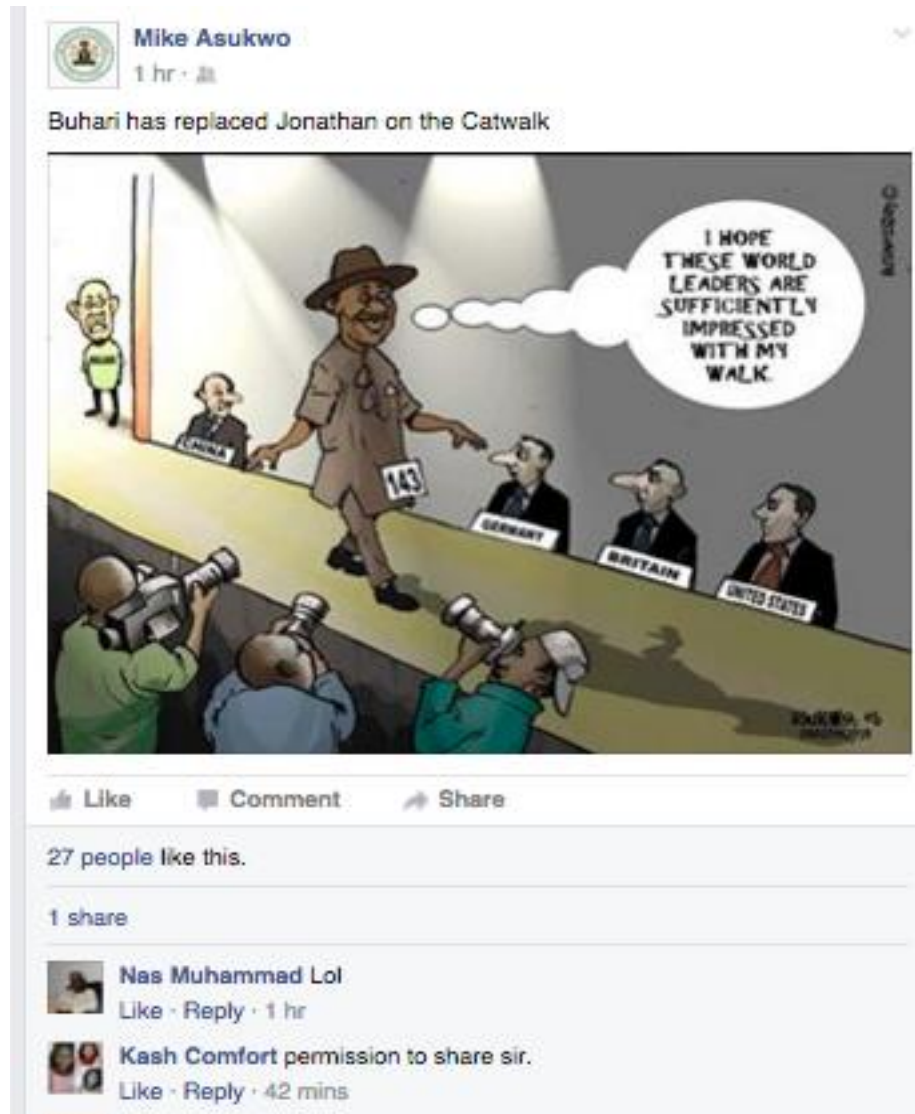 Mike Asukwo
1 hr ·
Buhari has replaced Jonathan on the Catwalk
I HOPE
THESE WORLD
LEADERS ARE
SUFFICIENTLY
IMPRESSED
WITH MY
WALK.
CHINA
143
GERMANY
BRITAIN
UNITED STATES
Like Comment Share
27 people like this.
1 share
Nas Muhammad Lol
Like · Reply · 1 hr
Kash Comfort permission to share sir.
Like · Reply · 42 mins